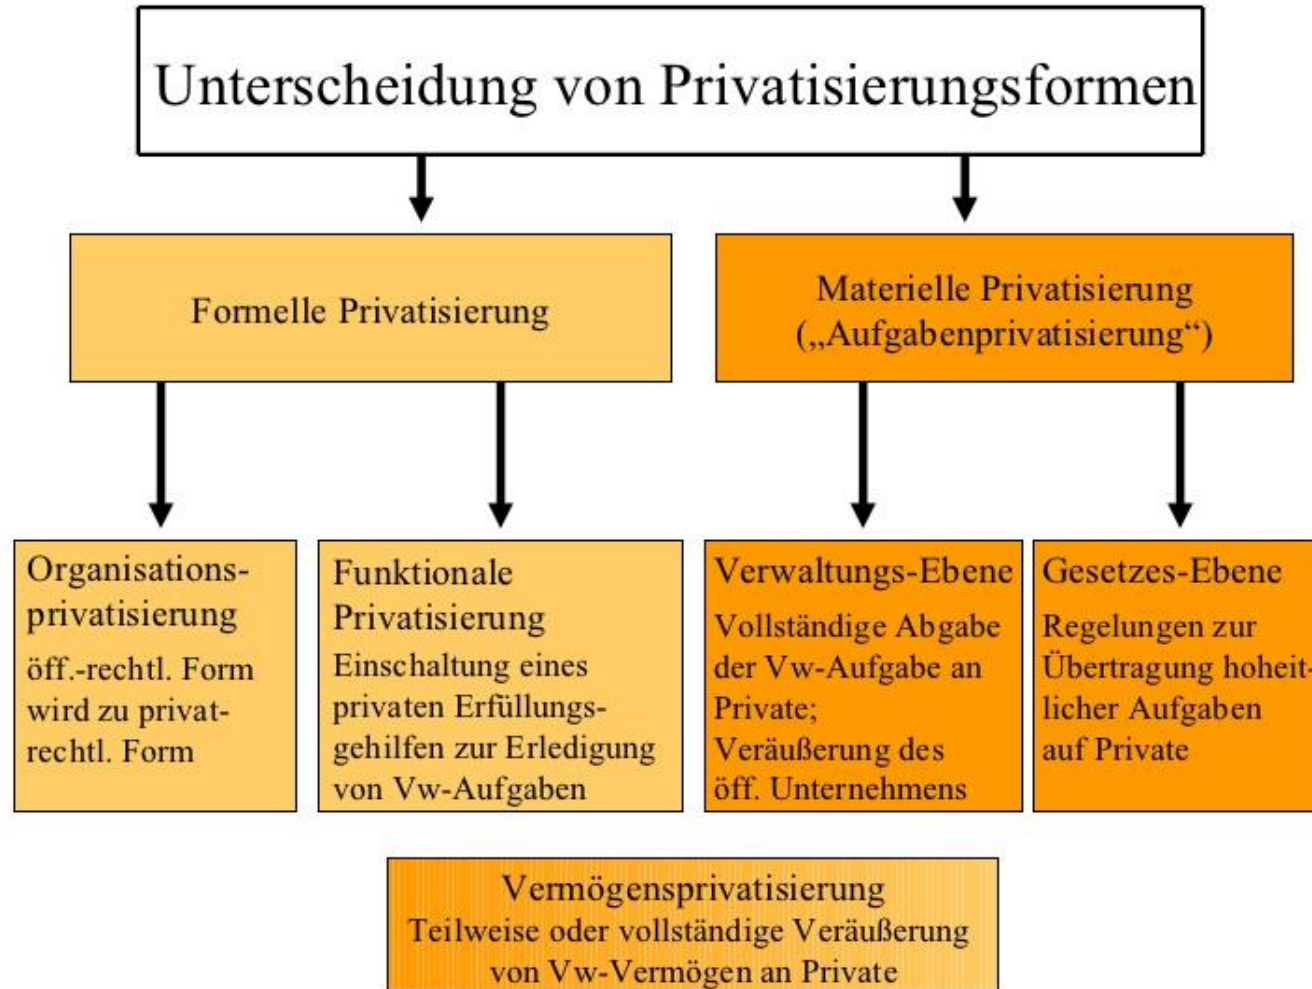 Unterscheidung von Privatisierungsformen
Formelle Privatisierung
Materielle Privatisierung
(„Aufgabenprivatisierung“)
Organisations-
privatisierung
öff.-rechtl. Form
wird zu privat-
rechtl. Form
Funktionale
Privatisierung
Einschaltung eines
privaten Erfüllungs-
gehilfen zur Erledigung
von Vw-Aufgaben
Verwaltungs-Ebene
Vollständige Abgabe
der Vw-Aufgabe an
Private;
Veräußerung des
öff. Unternehmens
Gesetzes-Ebene
Regelungen zur
Übertragung hoheit-
licher Aufgaben
auf Private
Vermögensprivatisierung
Teilweise oder vollständige Veräußerung
von Vw-Vermögen an Private